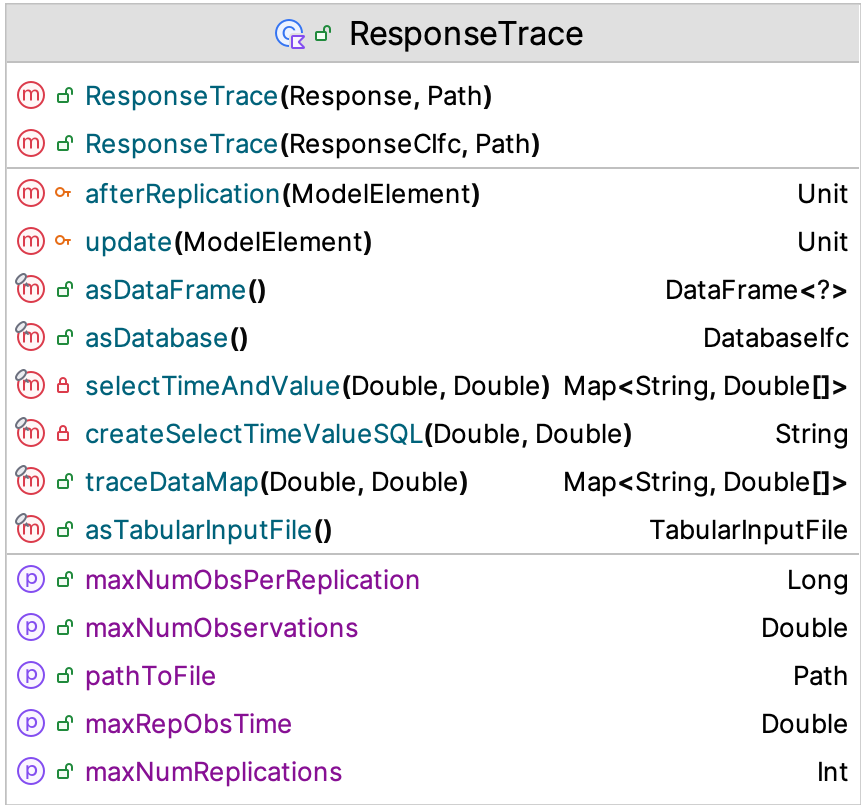 ResponseTrace
ResponseTrace(Response, Path)
ResponseTrace(ResponseCIfc, Path)
afterReplication(ModelElement) Unit
update(ModelElement) Unit
asDataFrame() DataFrame<?>
asDatabase() DatabaseIfc
selectTimeAndValue(Double, Double) Map<String, Double[]>
createSelectTimeValueSQL(Double, Double) String
traceDataMap(Double, Double) Map<String, Double[]>
asTabularInputFile() TabularInputFile
maxNumObsPerReplication Long
maxNumObservations Double
pathToFile Path
maxRepObsTime Double
maxNumReplications Int